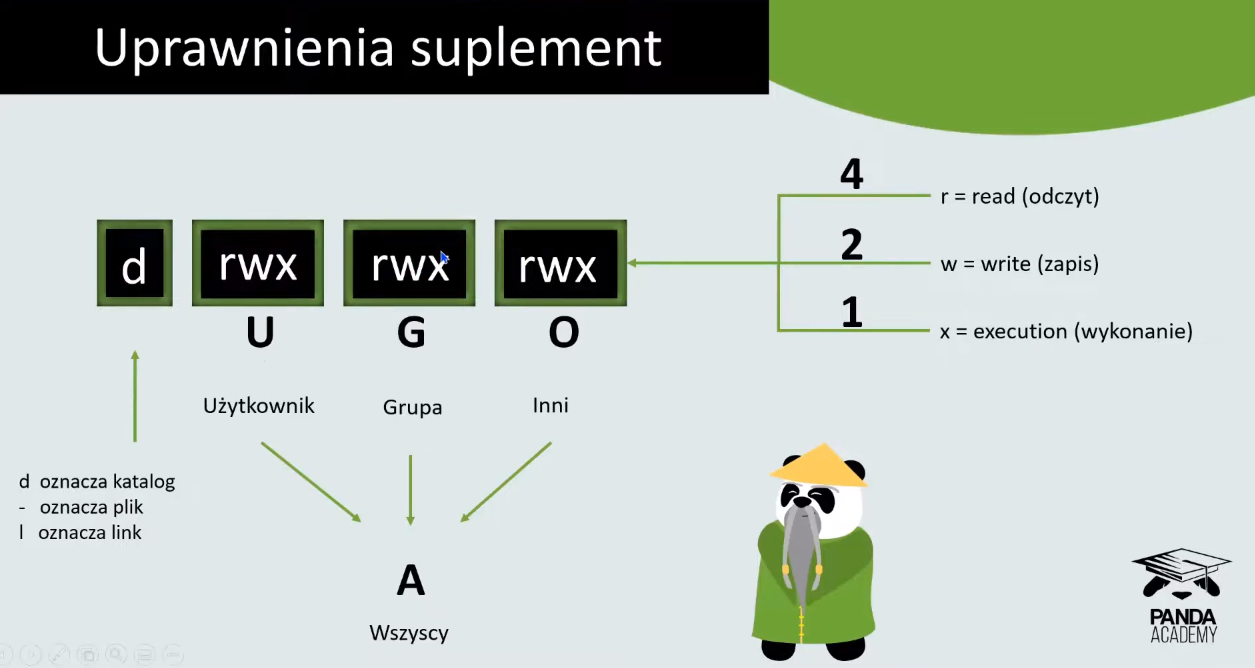 Uprawnienia suplement
4
r = read (odczyt)
2
w = write (zapis)
1
x = execution (wykonanie)
d
rwx
rwx
rwx
U
G
O
Użytkownik
Grupa
Inni
d oznacza katalog
- oznacza plik
l oznacza link
A
Wszyscy
PANDA
ACADEMY